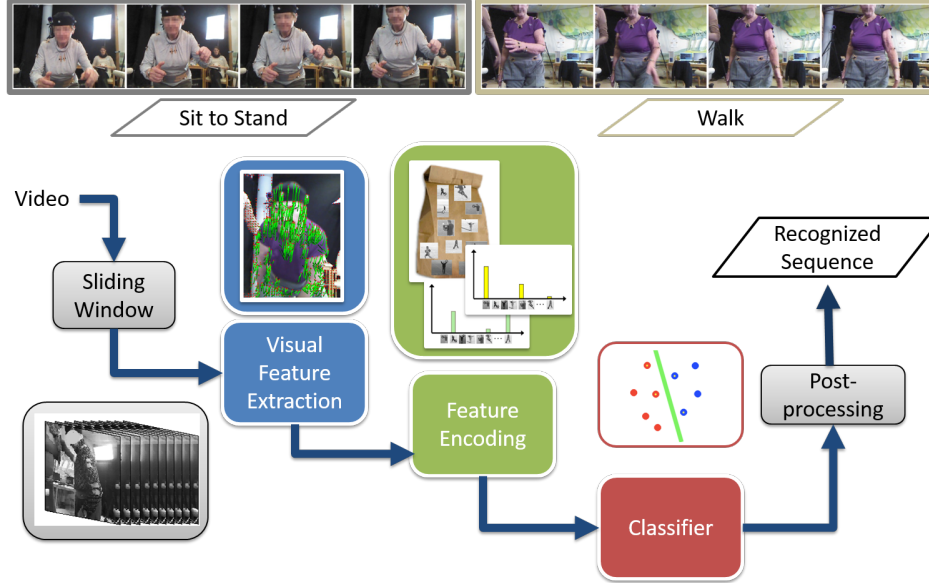 Sit to Stand
Walk
Video
Sliding
Window
Visual
Feature
Extraction
Feature
Encoding
Classifier
Post-
processing
Recognized
Sequence